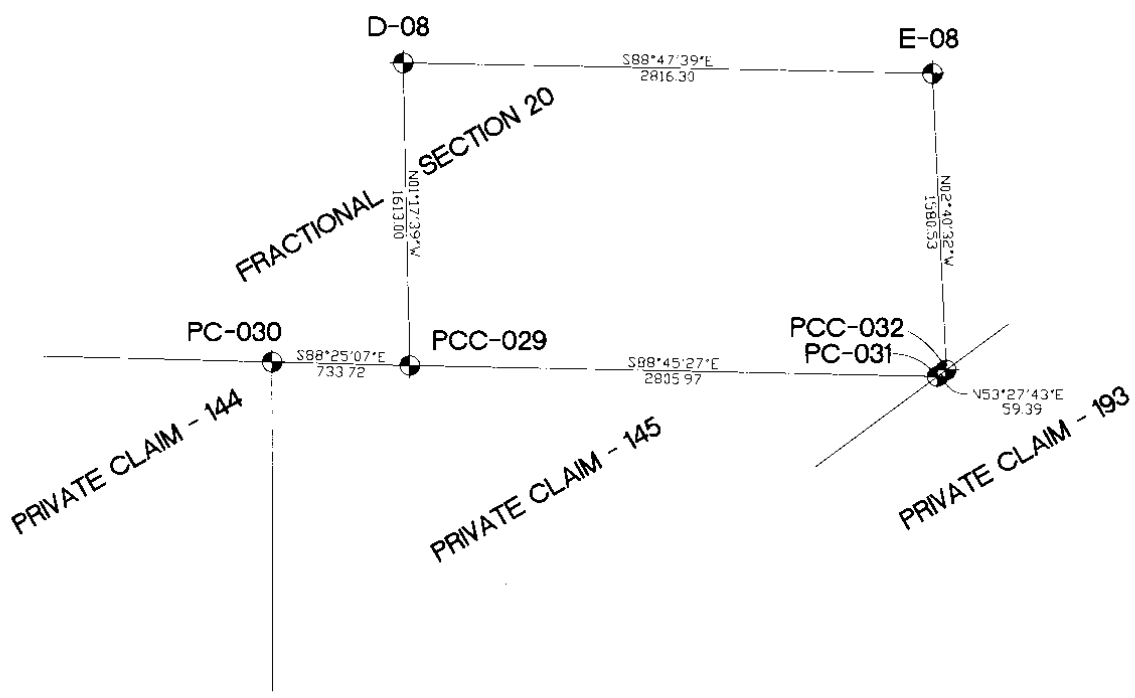 D-08
E-08
S88°47'39"E
2816.30
FRACTIONAL SECTION 20
N01°17'39"W
1613.00
N02°40'32"W
1580.53
PC-030
S88°25'07"E
733.72
PCC-029
S88°45'27"E
2805.97
PCC-032
PC-031
N53°27'43"E
59.39
PRIVATE CLAIM - 144
PRIVATE CLAIM - 145
PRIVATE CLAIM - 193